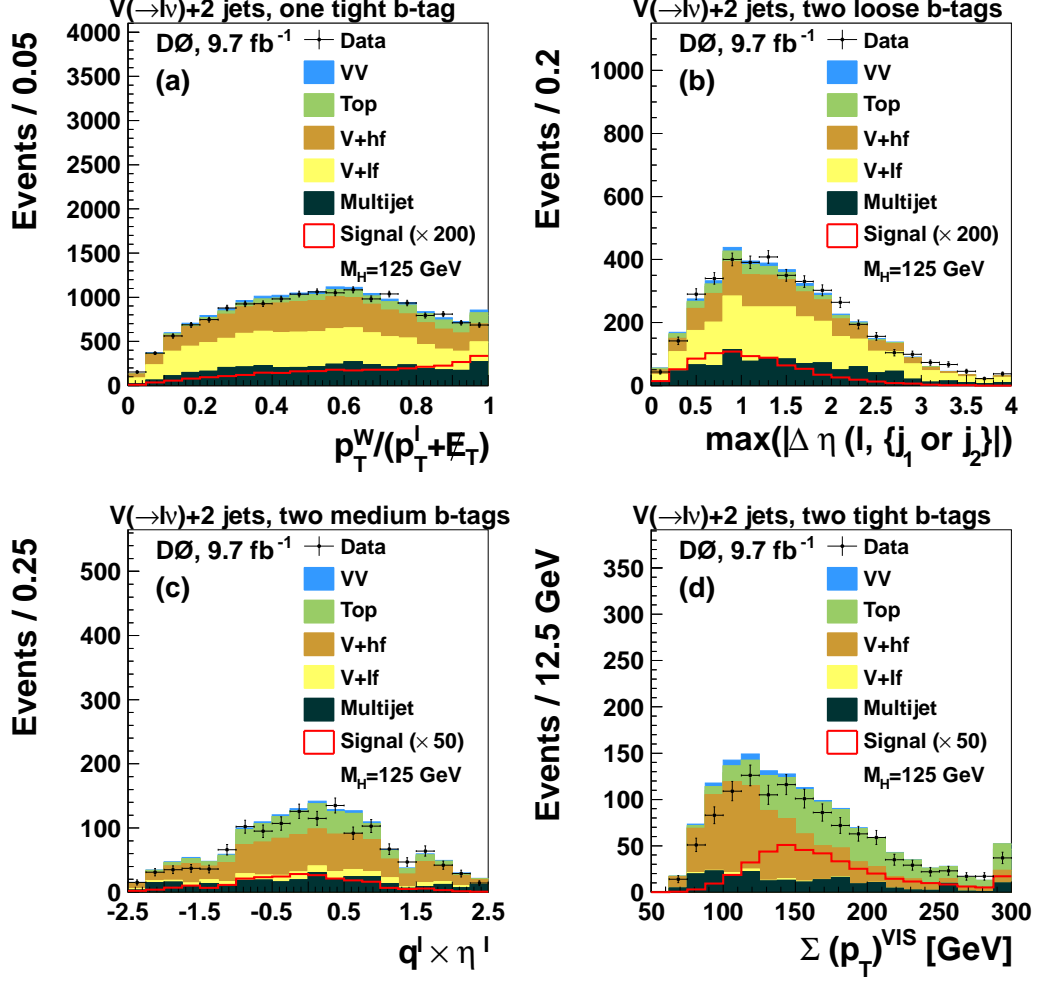 V(→lν)+2 jets, one tight b-tag
Events / 0.05
4000
3500
3000
2500
2000
1500
1000
500
0
DØ, 9.7 fb⁻¹
(a)
Data
VV
Top
V+hf
V+lf
Multijet
Signal (× 200)
M_H=125 GeV
0 0.2 0.4 0.6 0.8 1
p_T^W/(p_T^l+E̸_T)
V(→lν)+2 jets, two loose b-tags
Events / 0.2
1000
800
600
400
200
0
DØ, 9.7 fb⁻¹
(b)
Data
VV
Top
V+hf
V+lf
Multijet
Signal (× 200)
M_H=125 GeV
0 0.5 1 1.5 2 2.5 3 3.5 4
max(|Δ η (l, {j_1 or j_2}|)
V(→lν)+2 jets, two medium b-tags
Events / 0.25
500
400
300
200
100
0
DØ, 9.7 fb⁻¹
(c)
Data
VV
Top
V+hf
V+lf
Multijet
Signal (× 50)
M_H=125 GeV
-2.5 -1.5 -0.5 0.5 1.5 2.5
q^l × η^l
V(→lν)+2 jets, two tight b-tags
Events / 12.5 GeV
350
300
250
200
150
100
50
0
DØ, 9.7 fb⁻¹
(d)
Data
VV
Top
V+hf
V+lf
Multijet
Signal (× 50)
M_H=125 GeV
50 100 150 200 250 300
Σ (p_T)^VIS [GeV]